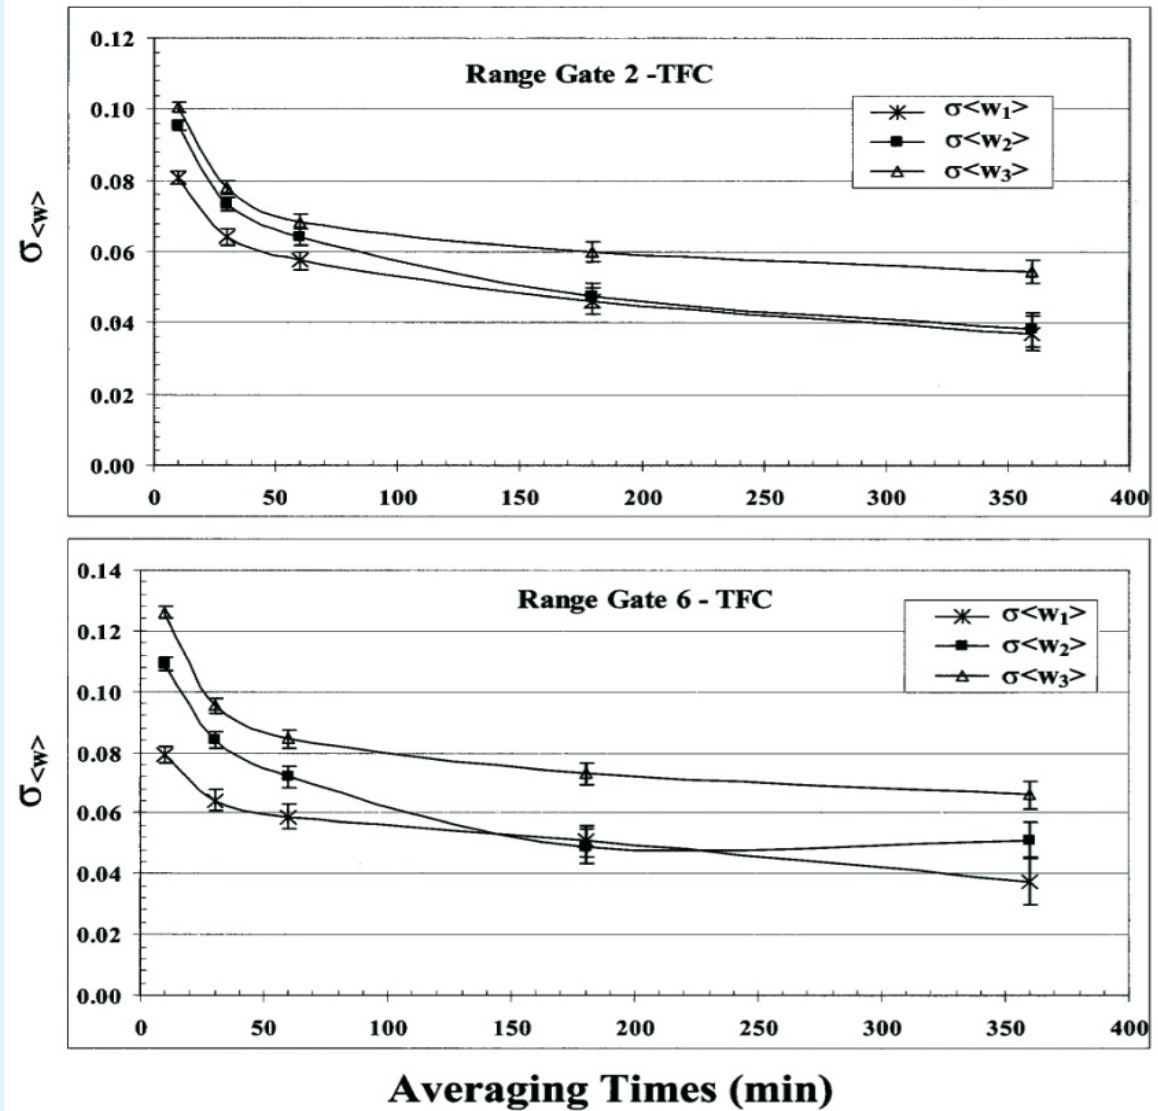 Range Gate 2 -TFC
σ<w₁>
σ<w₂>
σ<w₃>
σ<w>
0.12
0.10
0.08
0.06
0.04
0.02
0.00
0 50 100 150 200 250 300 350 400
Range Gate 6 - TFC
σ<w₁>
σ<w₂>
σ<w₃>
σ<w>
0.14
0.12
0.10
0.08
0.06
0.04
0.02
0.00
0 50 100 150 200 250 300 350 400
Averaging Times (min)